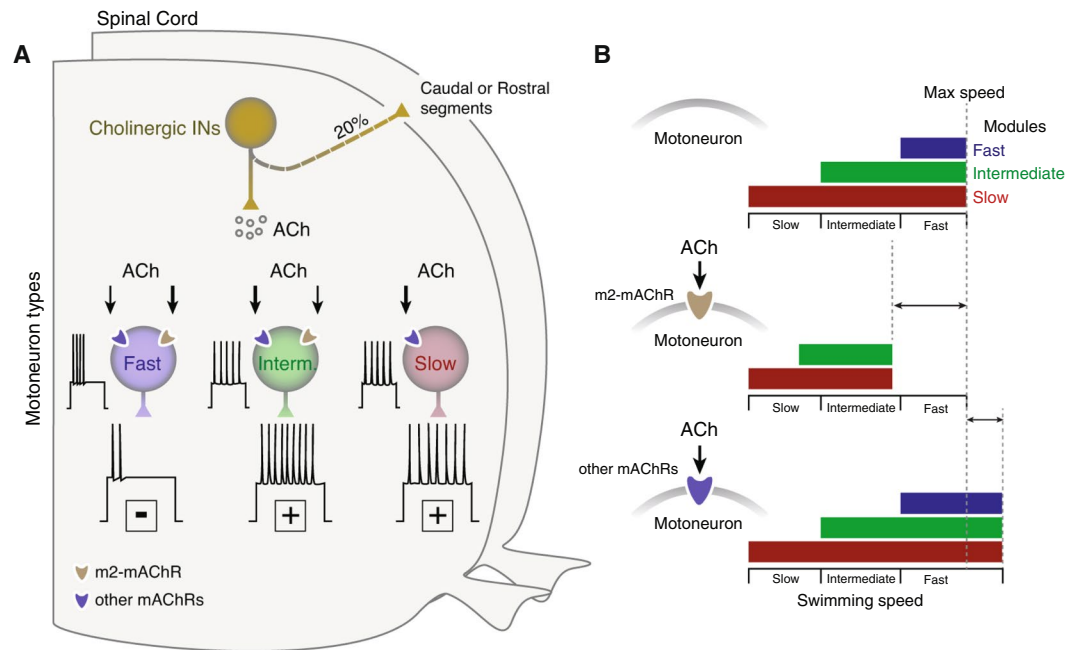 Spinal Cord
A
Cholinergic INs
20%
Caudal or Rostral
segments
ACh
ACh
ACh
ACh
Motoneuron types
Fast
Interm.
Slow
-
+
+
m2-mAChR
other mAChRs
B
Max speed
Motoneuron
Modules
Fast
Intermediate
Slow
Slow
Intermediate
Fast
ACh
m2-mAChR
Motoneuron
Slow
Intermediate
Fast
ACh
other mAChRs
Motoneuron
Slow
Intermediate
Fast
Swimming speed